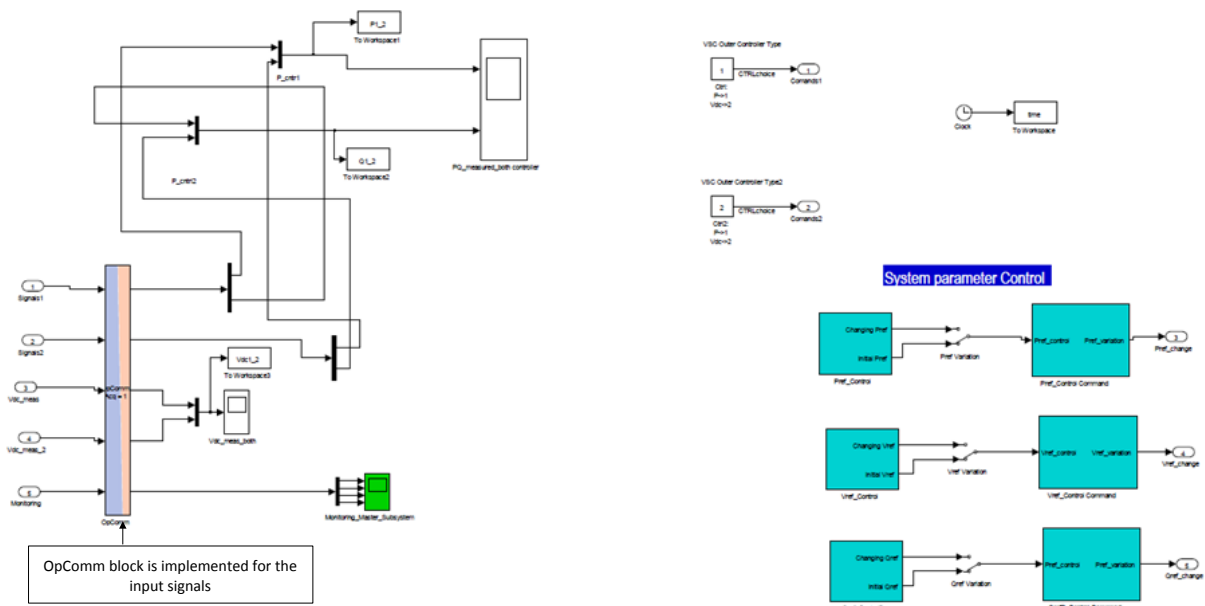 P1_2
To Workspace1
P_cntr1
PQ_measured_both controller
Q1_2
To Workspace2
P_cntrl2
1
Signals1
2
Signals2
3
Vdc_meas
4
Vdc_meas_2
5
Monitoring
OpComm
Vdc1_2
To Workspace3
Vdc_meas_both
Monitoring_Master_Subsystem
OpComm
OpComm block is implemented for the
input signals
VSC Outer Controller Type
1
CTRLchoice
1
Comands1
Ctrl:
P=>1
Vdc=>2
Clock
time
To Workspace
VSC Outer Controller Type2
2
CTRLchoice
2
Comands2
Ctrl2:
P=>1
Vdc=>2
System parameter Control
Changing Pref
Initial Pref
Pref_Control
Pref Variation
Pref_control
Pref_variation
Pref_Control Command
3
Pref_change
Changing Vref
Initial Vref
Vref_Control
Vref Variation
Vref_control
Vref_variation
Vref_Control Command
4
Vref_change
Changing Qref
Initial Qref
Qref Variation
Pref_control
Pref_variation
Qref_change